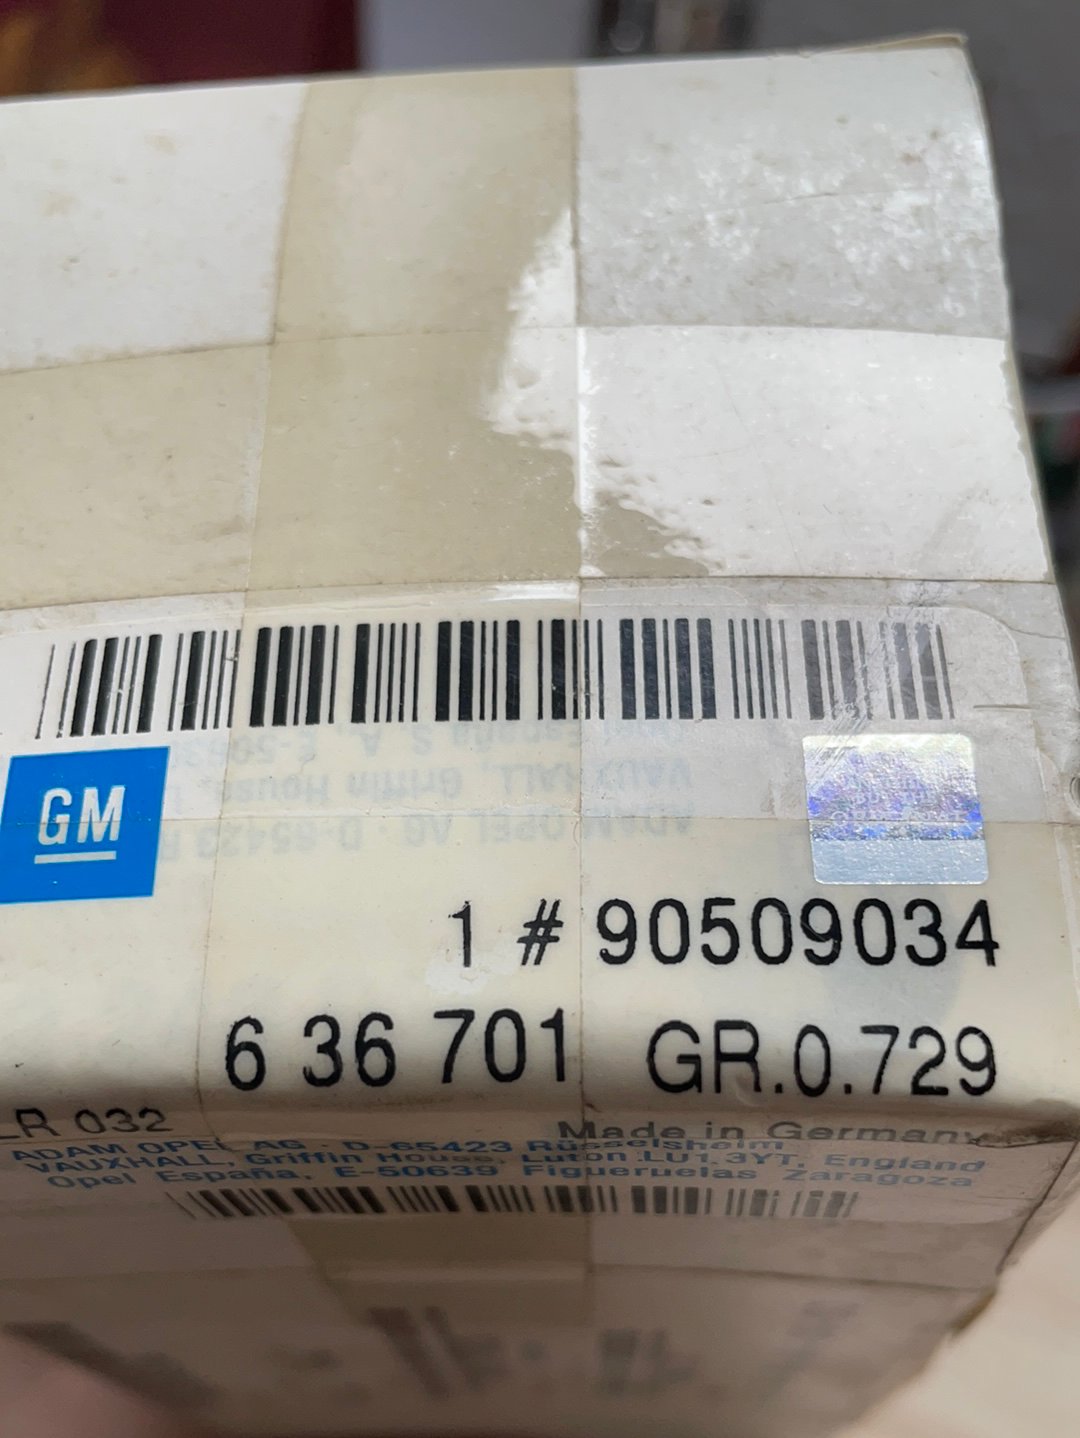 GM
1 # 90509034
6 36 701 GR.0.729
LR 032
Made in Germany
ADAM OPEL AG · D-65423 Rüsselsheim
VAUXHALL, Griffin House, Luton LU1 3YT, England
Opel España, E-50639 Figueruelas Zaragoza